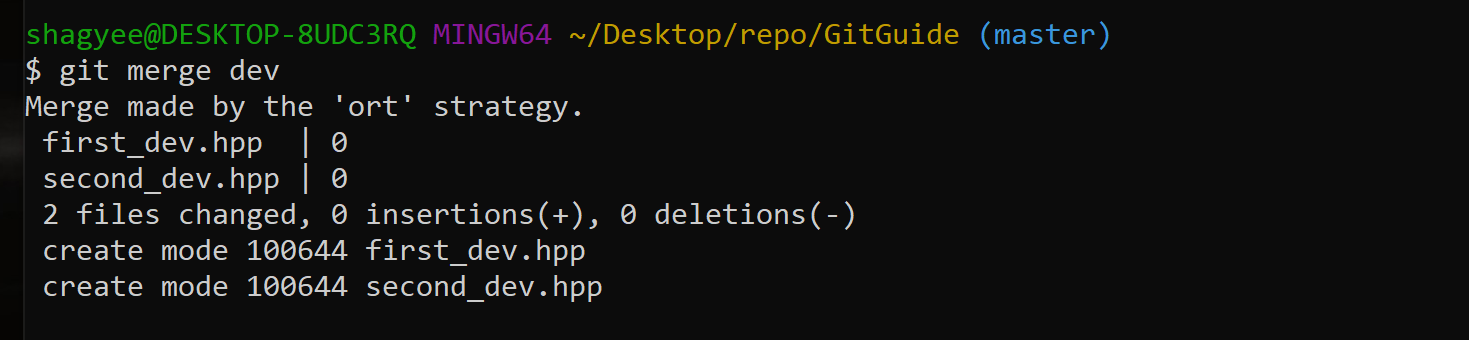 shagyee@DESKTOP-8UDC3RQ MINGW64 ~/Desktop/repo/GitGuide (master)
$ git merge dev
Merge made by the 'ort' strategy.
 first_dev.hpp  | 0
 second_dev.hpp | 0
 2 files changed, 0 insertions(+), 0 deletions(-)
 create mode 100644 first_dev.hpp
 create mode 100644 second_dev.hpp